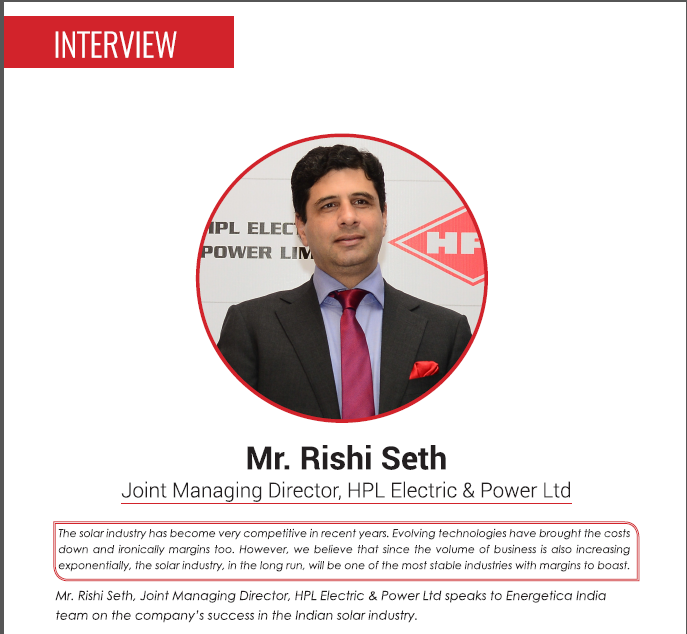 INTERVIEW
HPL ELEC
POWER LIM
HP
Mr. Rishi Seth
Joint Managing Director, HPL Electric & Power Ltd
The solar industry has become very competitive in recent years. Evolving technologies have brought the costs
down and ironically margins too. However, we believe that since the volume of business is also increasing
exponentially, the solar industry, in the long run, will be one of the most stable industries with margins to boast.
Mr. Rishi Seth, Joint Managing Director, HPL Electric & Power Ltd speaks to Energetica India
team on the company's success in the Indian solar industry.